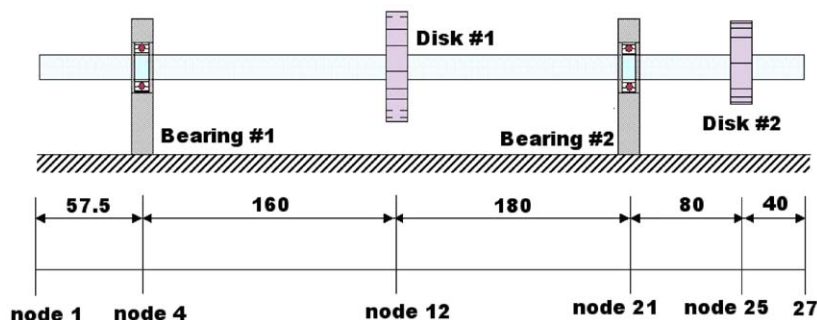 Disk #1
Bearing #1
Bearing #2
Disk #2
57.5
160
180
80
40
node 1
node 4
node 12
node 21
node 25
27